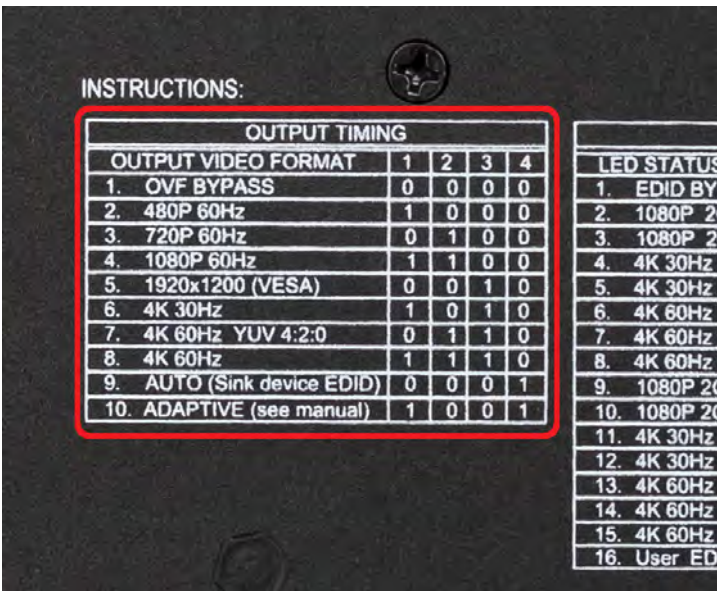 INSTRUCTIONS:
OUTPUT TIMING
OUTPUT VIDEO FORMAT 1 2 3 4
1. OVF BYPASS 0 0 0 0
2. 480P 60Hz 1 0 0 0
3. 720P 60Hz 0 1 0 0
4. 1080P 60Hz 1 1 0 0
5. 1920x1200 (VESA) 0 0 1 0
6. 4K 30Hz 1 0 1 0
7. 4K 60Hz YUV 4:2:0 0 1 1 0
8. 4K 60Hz 1 1 1 0
9. AUTO (Sink device EDID) 0 0 0 1
10. ADAPTIVE (see manual) 1 0 0 1
LED STATUS
1. EDID BY
2. 1080P 2
3. 1080P 2
4. 4K 30Hz
5. 4K 30Hz
6. 4K 60Hz
7. 4K 60Hz
8. 4K 60Hz
9. 1080P 20
10. 1080P 20
11. 4K 30Hz
12. 4K 30Hz
13. 4K 60Hz
14. 4K 60Hz
15. 4K 60Hz
16. User ED